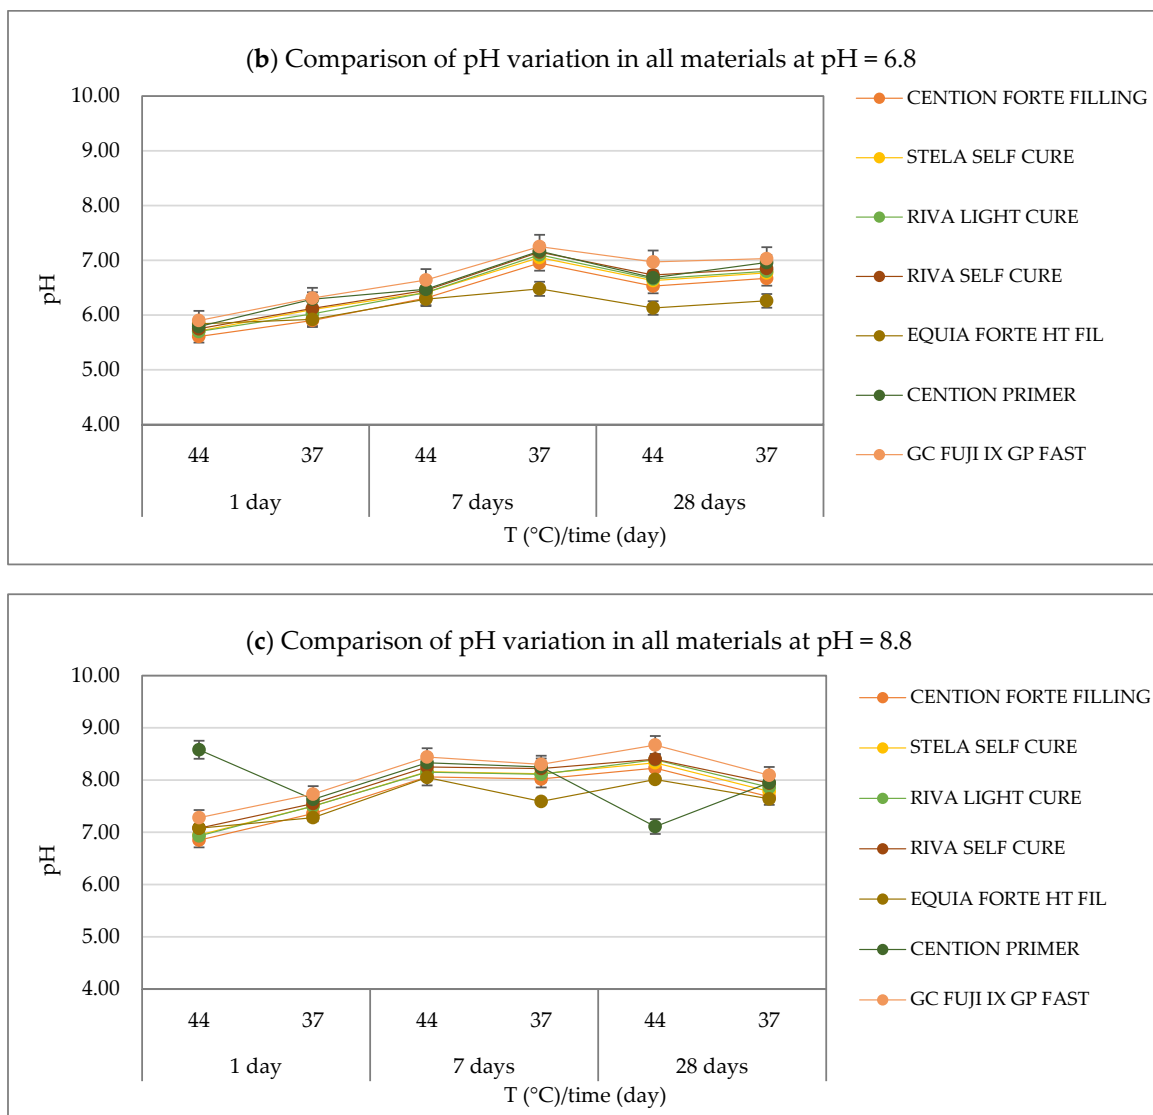 (b) Comparison of pH variation in all materials at pH = 6.8
10.00
9.00
8.00
7.00
6.00
5.00
4.00
pH
44 37 44 37 44 37
1 day 7 days 28 days
T (°C)/time (day)
CENTION FORTE FILLING
STELA SELF CURE
RIVA LIGHT CURE
RIVA SELF CURE
EQUIA FORTE HT FIL
CENTION PRIMER
GC FUJI IX GP FAST
(c) Comparison of pH variation in all materials at pH = 8.8
10.00
9.00
8.00
7.00
6.00
5.00
4.00
pH
44 37 44 37 44 37
1 day 7 days 28 days
T (°C)/time (day)
CENTION FORTE FILLING
STELA SELF CURE
RIVA LIGHT CURE
RIVA SELF CURE
EQUIA FORTE HT FIL
CENTION PRIMER
GC FUJI IX GP FAST